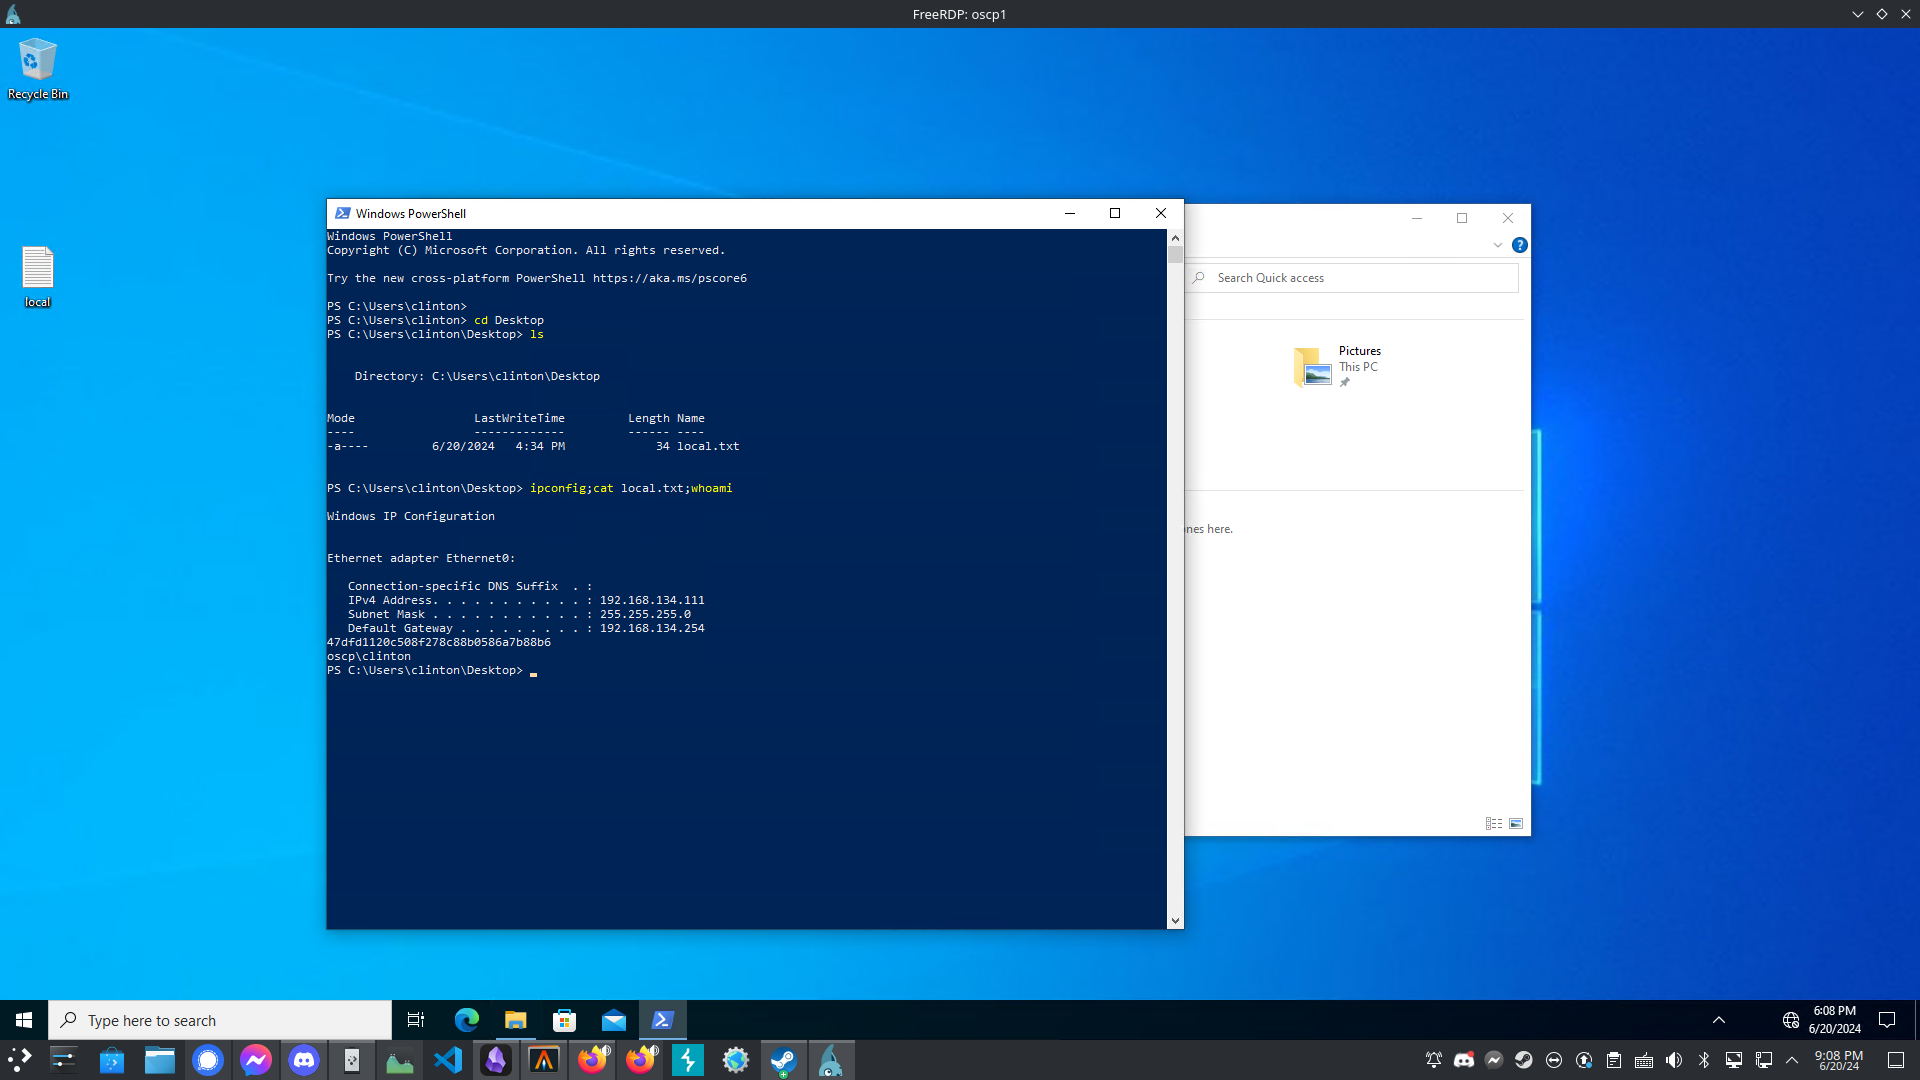 FreeRDP: oscp1
Recycle Bin
local
Windows PowerShell
Windows PowerShell
Copyright (C) Microsoft Corporation. All rights reserved.
Try the new cross-platform PowerShell https://aka.ms/pscore6
PS C:\Users\clinton>
PS C:\Users\clinton> cd Desktop
PS C:\Users\clinton\Desktop> ls
Directory: C:\Users\clinton\Desktop
Mode                 LastWriteTime         Length Name
----                 -------------         ------ ----
-a----         6/20/2024   4:34 PM             34 local.txt
PS C:\Users\clinton\Desktop> ipconfig;cat local.txt;whoami
Windows IP Configuration
Ethernet adapter Ethernet0:
Connection-specific DNS Suffix  . :
IPv4 Address. . . . . . . . . . . : 192.168.134.111
Subnet Mask . . . . . . . . . . . : 255.255.255.0
Default Gateway . . . . . . . . . : 192.168.134.254
47dfd1120c508f278c88b0586a7b88b6
oscp\clinton
PS C:\Users\clinton\Desktop>
?
Search Quick access
Pictures
This PC
ones here.
Type here to search
6:08 PM
6/20/2024
9:08 PM
6/20/24